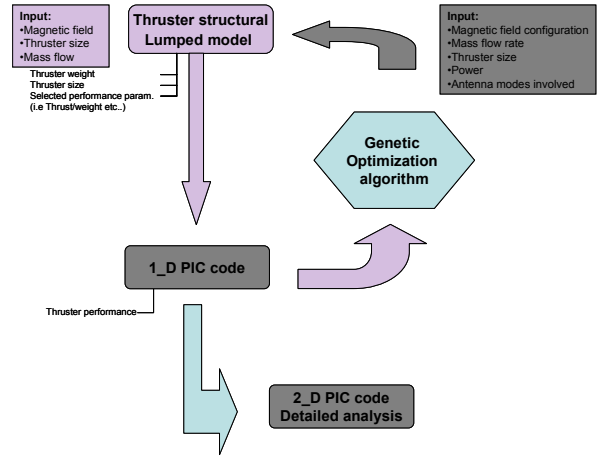 Input:
•Magnetic field
•Thruster size
•Mass flow
Thruster structural
Lumped model
Input:
•Magnetic field configuration
•Mass flow rate
•Thruster size
•Power
•Antenna modes involved
Thruster weight
Thruster size
Selected performance param.
(i.e Thrust/weight etc..)
Genetic
Optimization
algorithm
1_D PIC code
Thruster performance
2_D PIC code
Detailed analysis